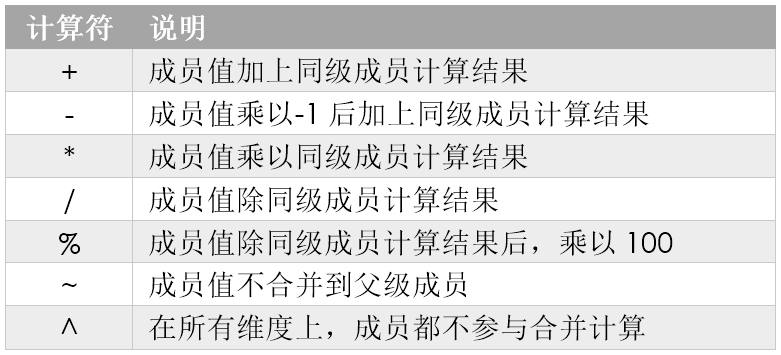 计算符 说明
+ 成员值加上同级成员计算结果
- 成员值乘以-1后加上同级成员计算结果
* 成员值乘以同级成员计算结果
/ 成员值除同级成员计算结果
% 成员值除同级成员计算结果后，乘以100
~ 成员值不合并到父级成员
^ 在所有维度上，成员都不参与合并计算